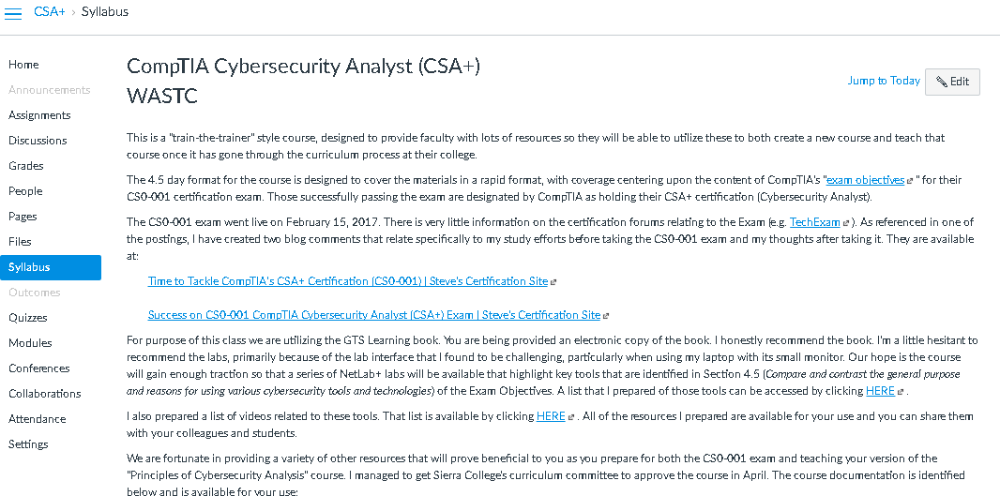 CSA+ › Syllabus
Home
Announcements
Assignments
Discussions
Grades
People
Pages
Files
Syllabus
Outcomes
Quizzes
Modules
Conferences
Collaborations
Attendance
Settings
CompTIA Cybersecurity Analyst (CSA+)
WASTC
Jump to Today
Edit
This is a "train-the-trainer" style course, designed to provide faculty with lots of resources so they will be able to utilize these to both create a new course and teach that
course once it has gone through the curriculum process at their college.
The 4.5 day format for the course is designed to cover the materials in a rapid format, with coverage centering upon the content of CompTIA's "exam objectives " for their
CS0-001 certification exam. Those successfully passing the exam are designated by CompTIA as holding their CSA+ certification (Cybersecurity Analyst).
The CS0-001 exam went live on February 15, 2017. There is very little information on the certification forums relating to the Exam (e.g. TechExam ). As referenced in one of
the postings, I have created two blog comments that relate specifically to my study efforts before taking the CS0-001 exam and my thoughts after taking it. They are available
at:
Time to Tackle CompTIA's CSA+ Certification (CS0-001) | Steve's Certification Site
Success on CS0-001 CompTIA Cybersecurity Analyst (CSA+) Exam | Steve's Certification Site
For purpose of this class we are utilizing the GTS Learning book. You are being provided an electronic copy of the book. I honestly recommend the book. I'm a little hesitant to
recommend the labs, primarily because of the lab interface that I found to be challenging, particularly when using my laptop with its small monitor. Our hope is the course
will gain enough traction so that a series of NetLab+ labs will be available that highlight key tools that are identified in Section 4.5 (Compare and contrast the general purpose
and reasons for using various cybersecurity tools and technologies) of the Exam Objectives. A list that I prepared of those tools can be accessed by clicking HERE .
I also prepared a list of videos related to these tools. That list is available by clicking HERE . All of the resources I prepared are available for your use and you can share them
with your colleagues and students.
We are fortunate in providing a variety of other resources that will prove beneficial to you as you prepare for both the CS0-001 exam and teaching your version of the
"Principles of Cybersecurity Analysis" course. I managed to get Sierra College's curriculum committee to approve the course in April. The course documentation is identified
below and is available for your use: